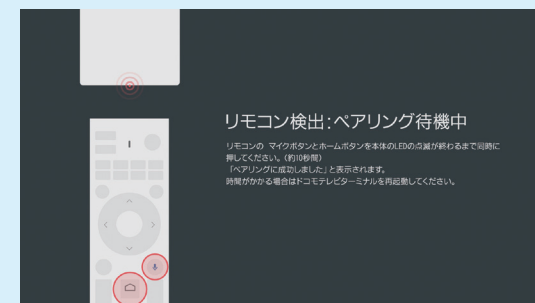 リモコン検出:ペアリング待機中
リモコンの マイクボタンとホームボタンを本体のLEDの点滅が終わるまで同時に
押してください。(約10秒間)
「ペアリングに成功しました」と表示されます。
時間がかかる場合はドコモテレビターミナルを再起動してください。